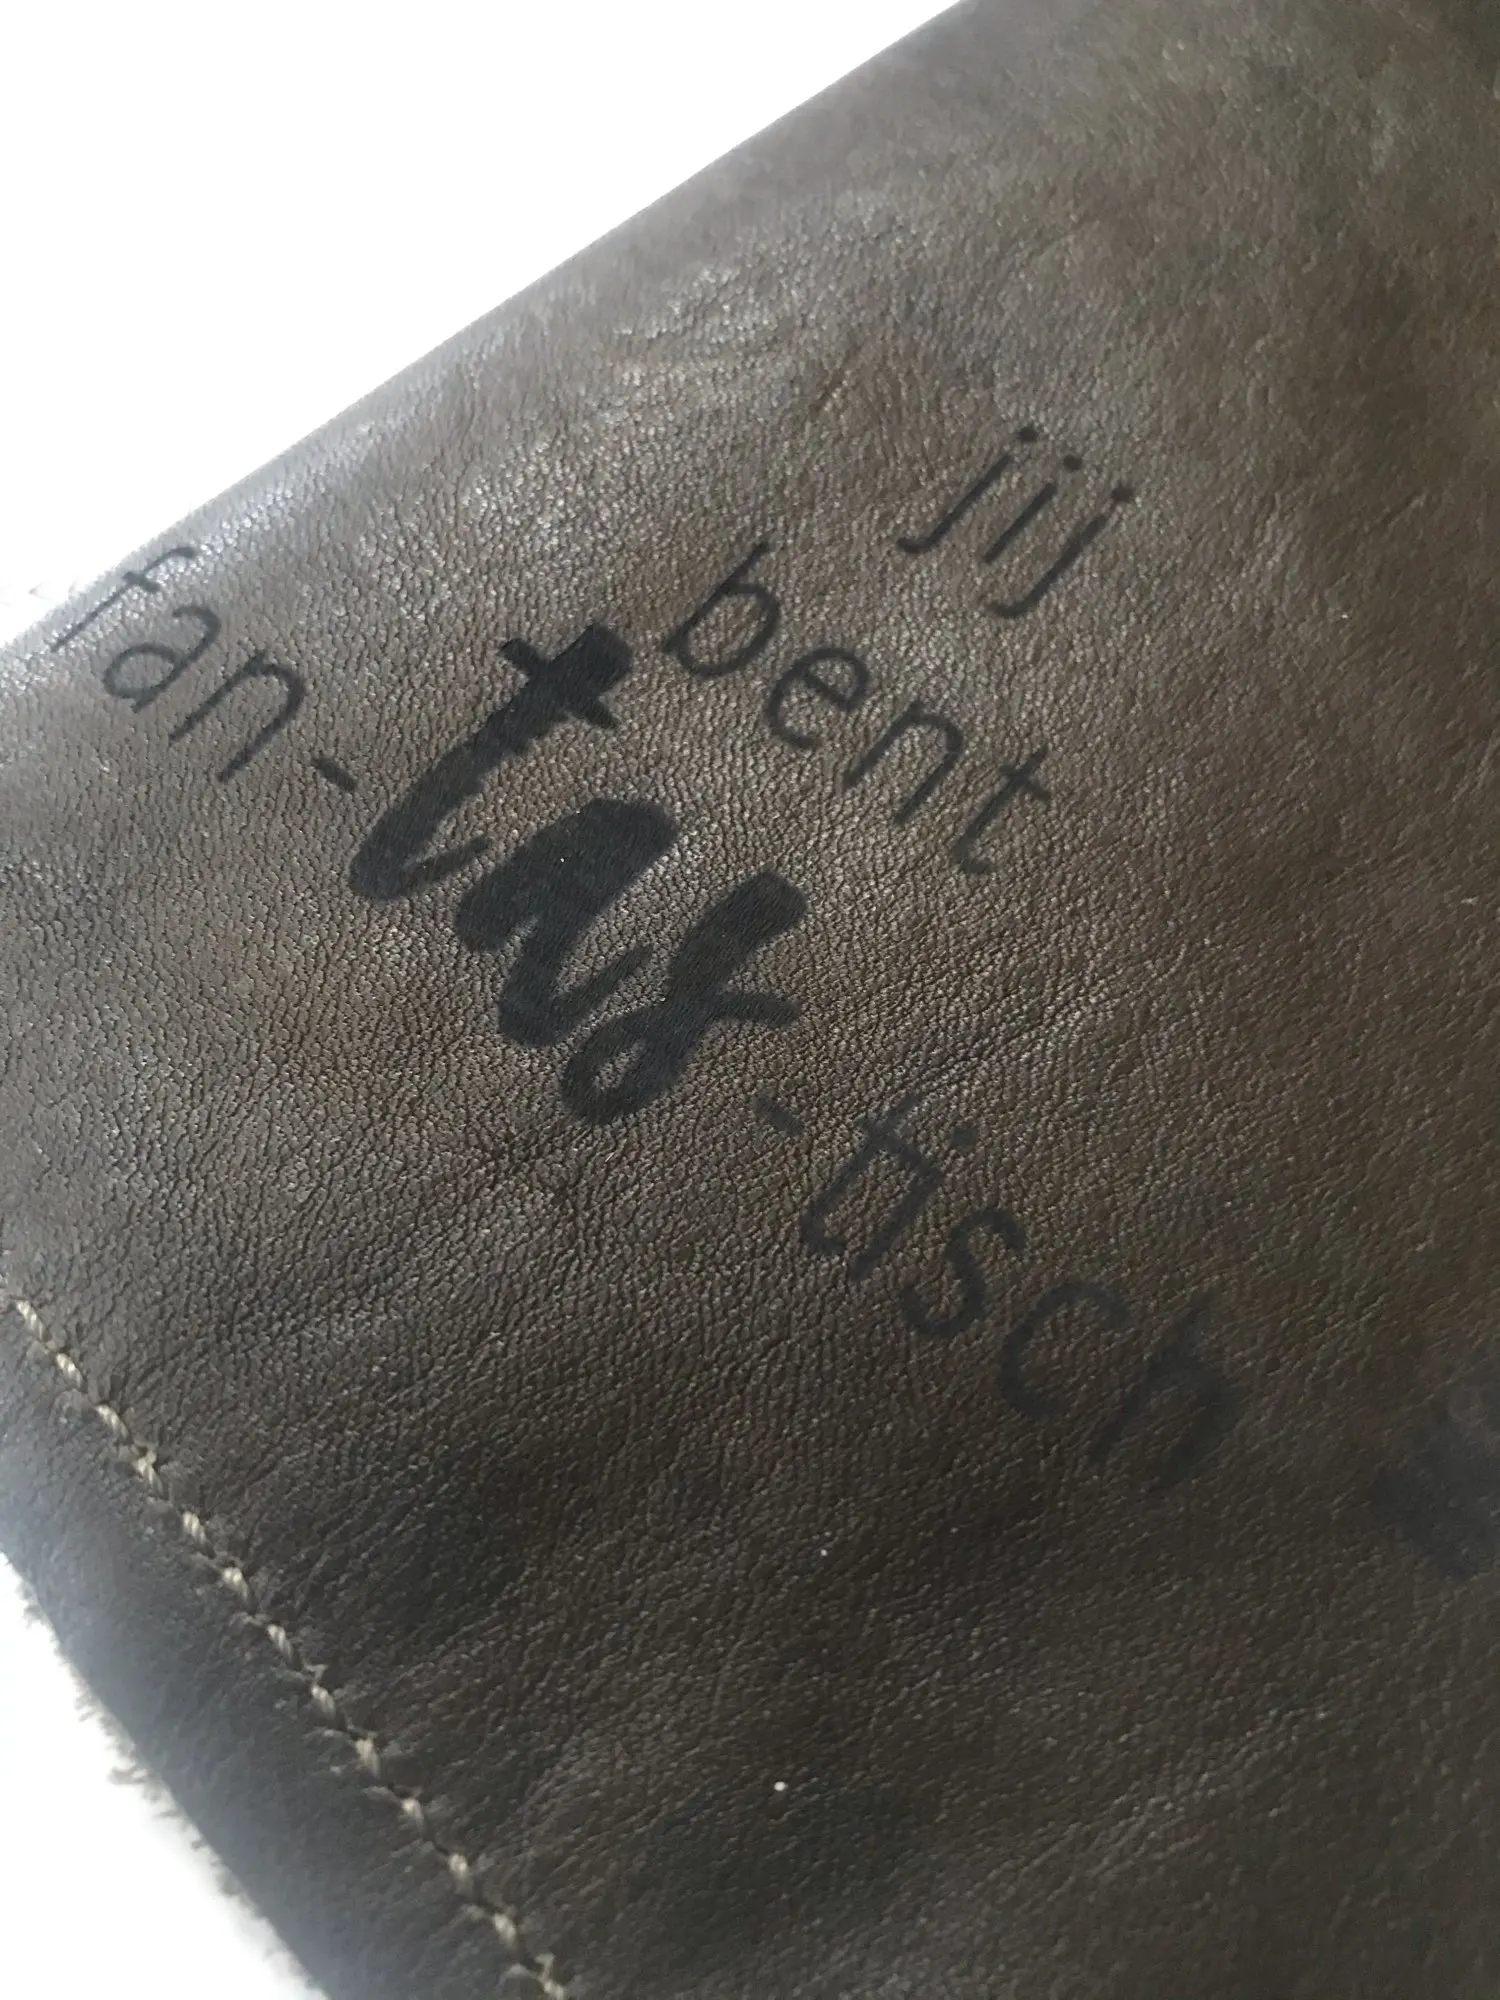 jij
bent
fan-tas-tisch